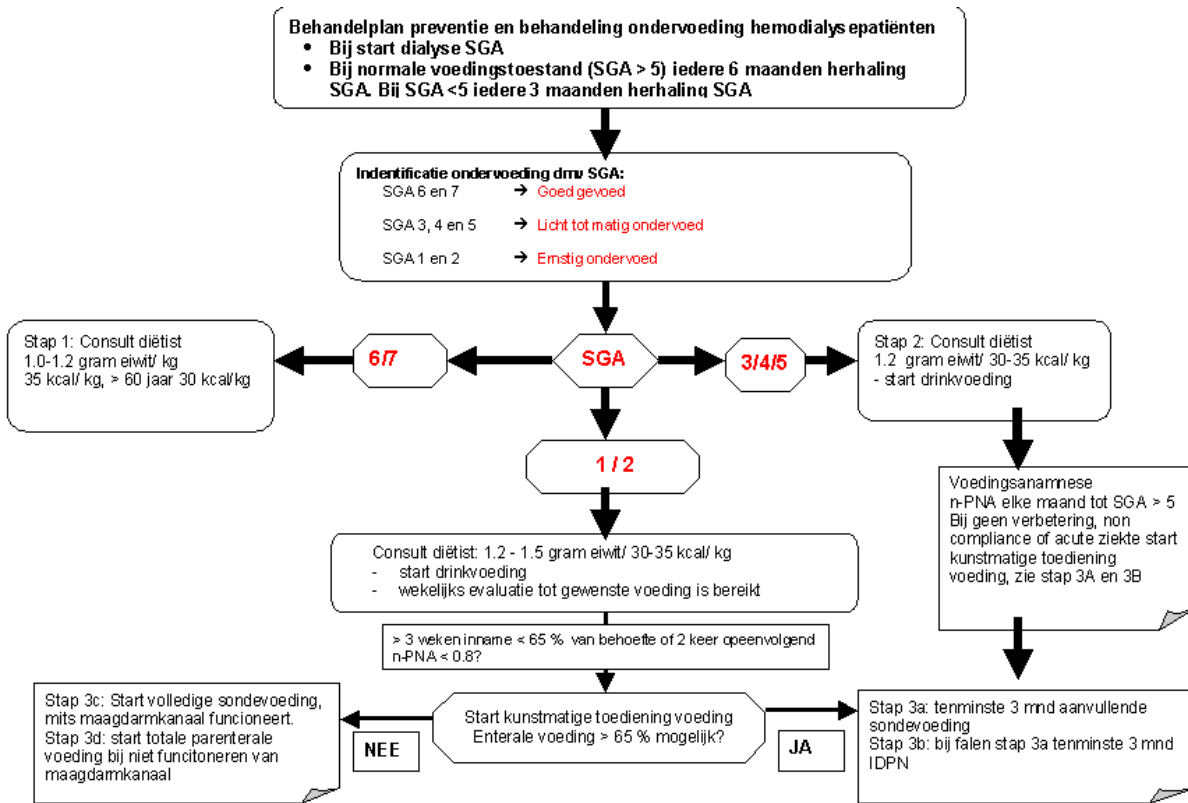 Behandelplan preventie en behandeling ondervoeding hemodialysepatiënten
• Bij start dialyse SGA
• Bij normale voedingstoestand (SGA > 5) iedere 6 maanden herhaling
SGA. Bij SGA <5 iedere 3 maanden herhaling SGA
Indentificatie ondervoeding dmv SGA:
SGA 6 en 7 → Goed gevoed
SGA 3, 4 en 5 → Licht tot matig ondervoed
SGA 1 en 2 → Ernstig ondervoed
Stap 1: Consult diëtist
1.0-1.2 gram eiwit/ kg
35 kcal/ kg, > 60 jaar 30 kcal/kg
6/7
SGA
3/4/5
Stap 2: Consult diëtist
1.2 gram eiwit/ 30-35 kcal/ kg
- start drinkvoeding
1 / 2
Voedingsanamnese
n-PNA elke maand tot SGA > 5
Bij geen verbetering, non
compliance of acute ziekte start
kunstmatige toediening
voeding, zie stap 3A en 3B
Consult diëtist: 1.2 - 1.5 gram eiwit/ 30-35 kcal/ kg
- start drinkvoeding
- wekelijks evaluatie tot gewenste voeding is bereikt
> 3 weken inname < 65 % van behoefte of 2 keer opeenvolgend
n-PNA < 0.8?
Stap 3c: Start volledige sondevoeding,
mits maagdarmkanaal functioneert.
Stap 3d: start totale parenterale
voeding bij niet funcitoneren van
maagdarmkanaal
NEE
Start kunstmatige toediening voeding
Enterale voeding > 65 % mogelijk?
JA
Stap 3a: tenminste 3 mnd aanvullende
sondevoeding
Stap 3b: bij falen stap 3a tenminste 3 mnd
IDPN